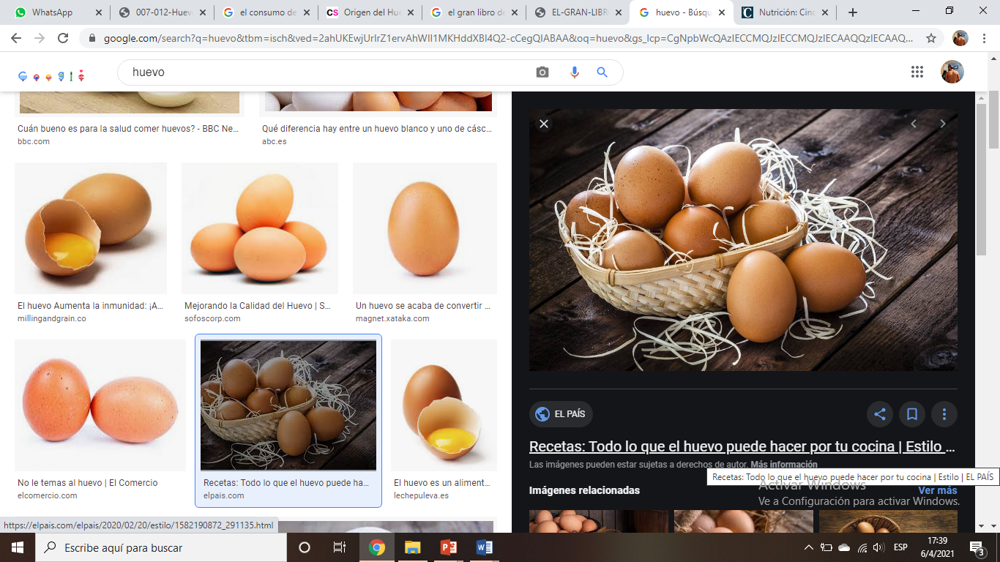 WhatsApp
007-012-Huev
el consumo de
Origen del Hue
el gran libro de
EL-GRAN-LIBR
huevo - Búsqu
Nutrición: Cinc
google.com/search?q=huevo&tbm=isch&ved=2ahUKEwjUrIrZ1ervAhWII1MKHddXBI4Q2-cCegQIABAA&oq=huevo&gs_lcp=CgNpbWcQAzIECCMQJzIECCMQJzIECAAQQzIECAAQ...
Google
huevo
Cuán bueno es para la salud comer huevos? - BBC Ne...
bbc.com
Qué diferencia hay entre un huevo blanco y uno de cásc...
abc.es
El huevo Aumenta la inmunidad: ¡A...
millingandgrain.co
Mejorando la Calidad del Huevo | S...
sofoscorp.com
Un huevo se acaba de convertir ...
magnet.xataka.com
No le temas al huevo | El Comercio
elcomercio.com
Recetas: Todo lo que el huevo puede ha...
elpais.com
El huevo es un aliment...
lechepuleva.es
EL PAÍS
Recetas: Todo lo que el huevo puede hacer por tu cocina | Estilo ...
Las imágenes pueden estar sujetas a derechos de autor. Más información
Recetas: Todo lo que el huevo puede hacer por tu cocina | Estilo | EL PAÍS
Imágenes relacionadas
Ver más
Activar Windows
Ve a Configuración para activar Windows.
https://elpais.com/elpais/2020/02/20/estilo/1582190872_291135.html
Escribe aquí para buscar
ESP
17:39
6/4/2021
3